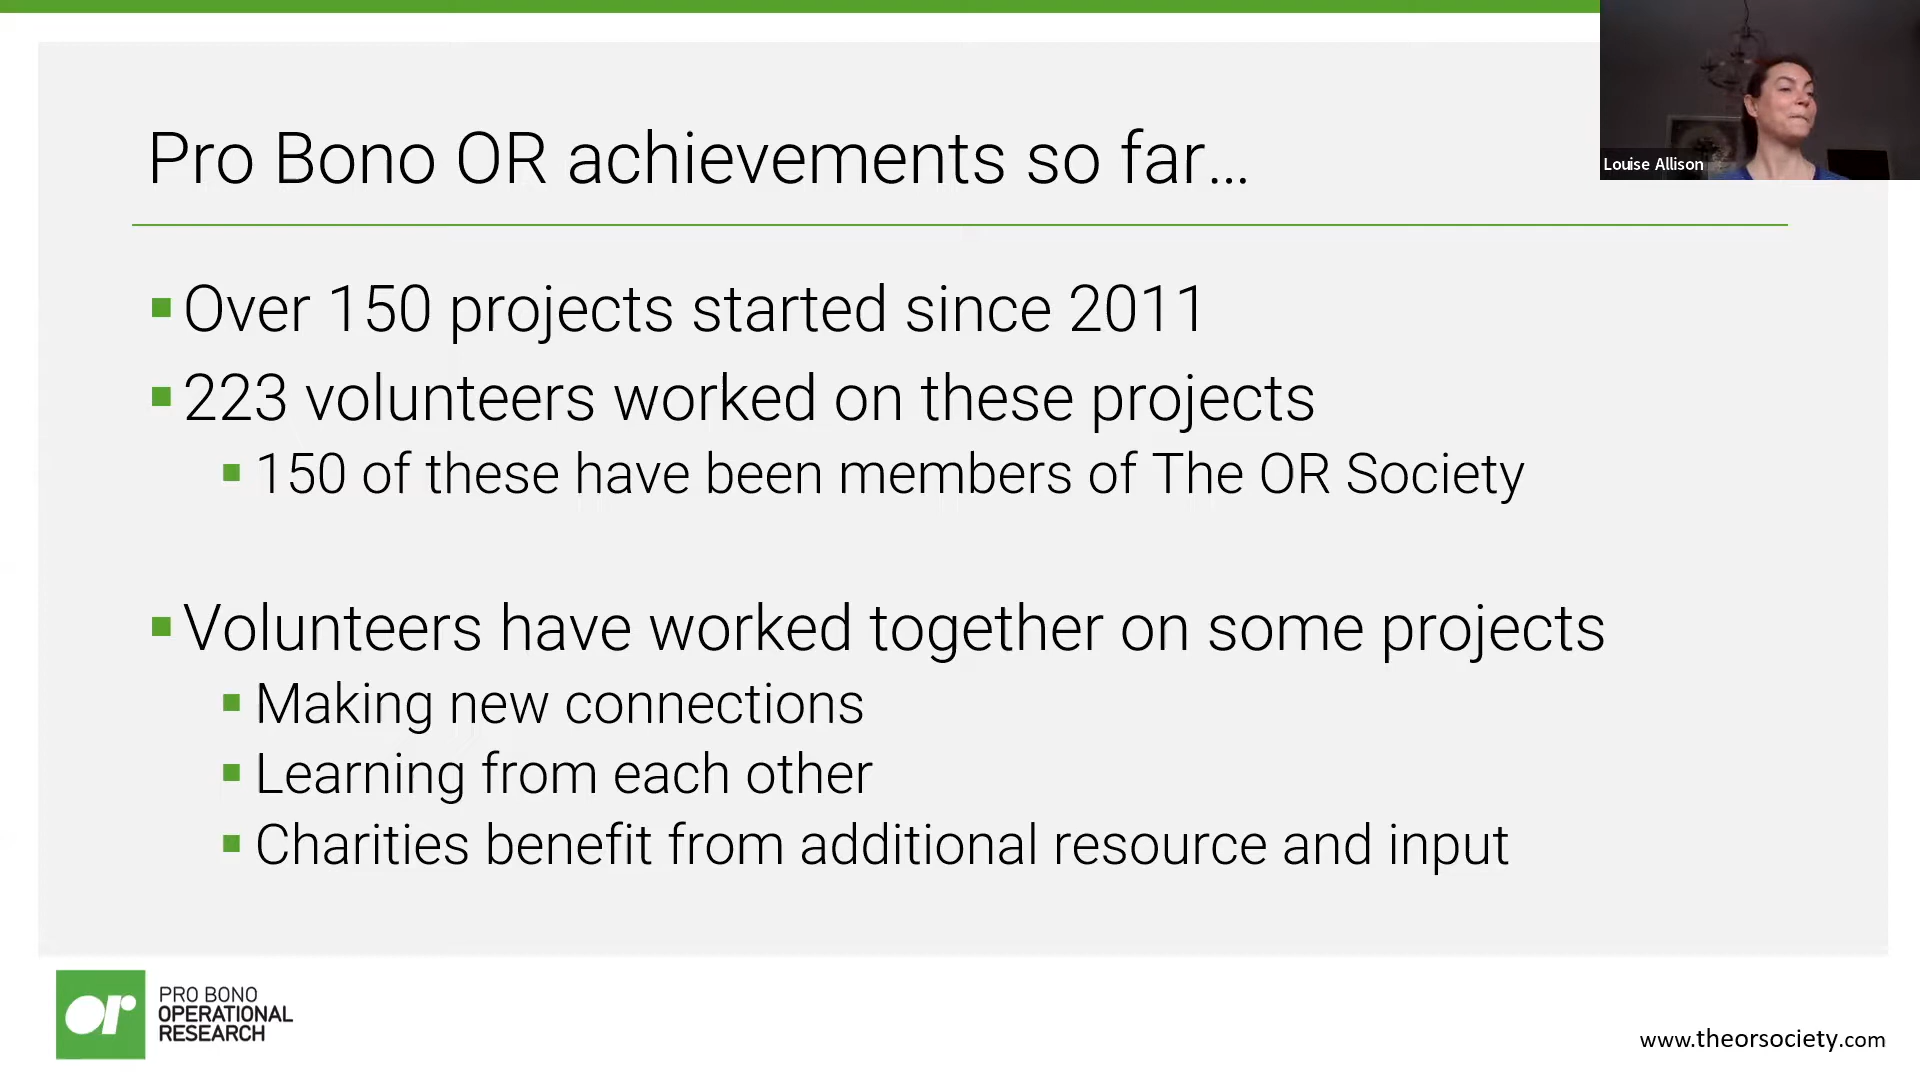 Pro Bono OR achievements so far...
Louise Allison
Over 150 projects started since 2011
223 volunteers worked on these projects
150 of these have been members of The OR Society
Volunteers have worked together on some projects
Making new connections
Learning from each other
Charities benefit from additional resource and input
or
PRO BONO
OPERATIONAL
RESEARCH
www.theorsociety.com